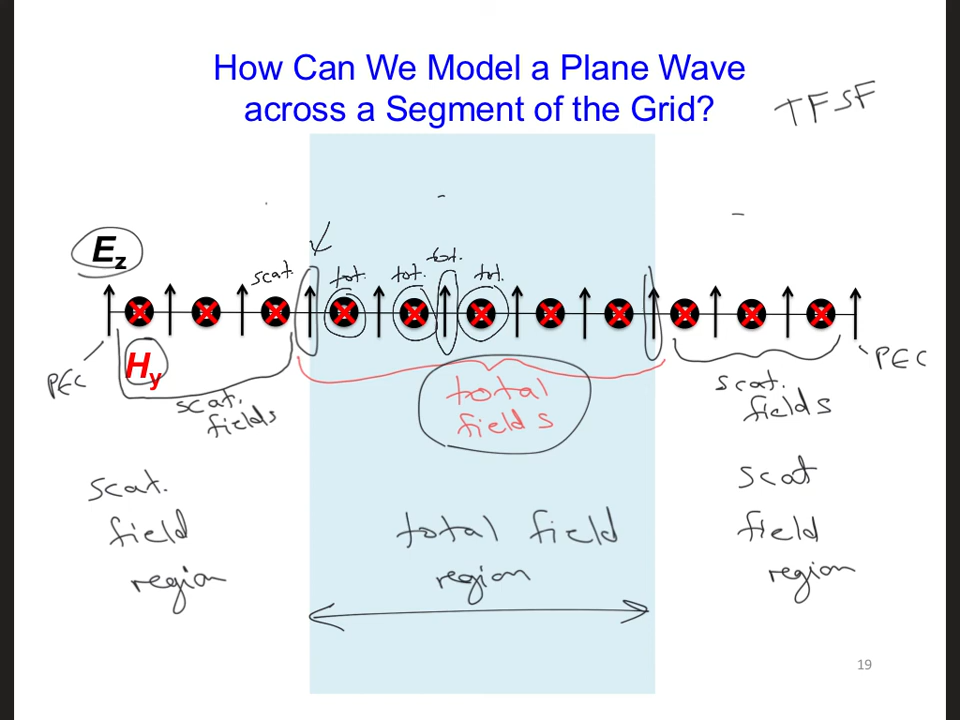 How Can We Model a Plane Wave
across a Segment of the Grid?
TFSF
Ez
scat.
tot.
tot.
tot.
tot.
PEC
Hy
PEC
scat.
fields
total
fields
scat.
fields
scat.
field
region
total field
region
scat
field
region
19